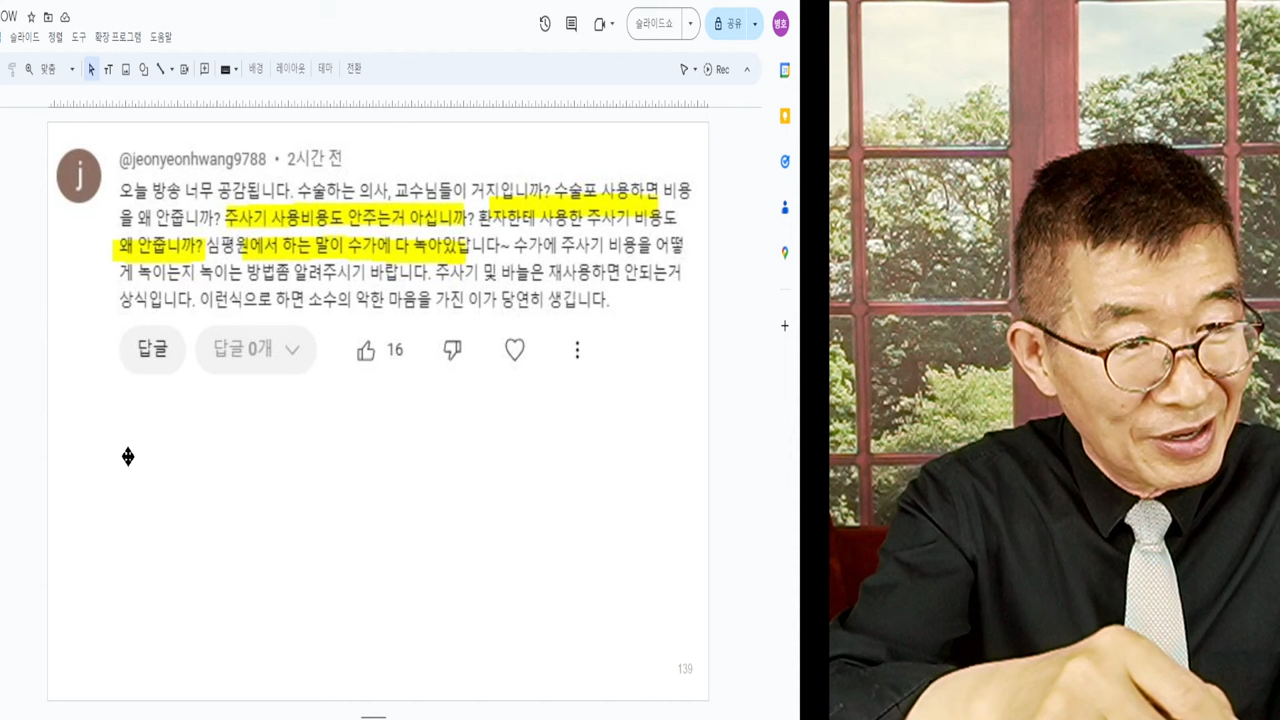 OW
슬라이드쇼
공유
병호
슬라이드 정렬 도구 확장 프로그램 도움말
맞춤
배경 레이아웃 테마 전환
Rec
j
@jeonyeonhwang9788 • 2시간 전
오늘 방송 너무 공감됩니다. 수술하는 의사, 교수님들이 거지입니까? 수술포 사용하면 비용
을 왜 안줍니까? 주사기 사용비용도 안주는거 아십니까? 환자한테 사용한 주사기 비용도
왜 안줍니까? 심평원에서 하는 말이 수가에 다 녹아있답니다~ 수가에 주사기 비용을 어떻
게 녹이는지 녹이는 방법좀 알려주시기 바랍니다. 주사기 및 바늘은 재사용하면 안되는거
상식입니다. 이런식으로 하면 소수의 악한 마음을 가진 이가 당연히 생깁니다.
답글
답글 0개
16
139